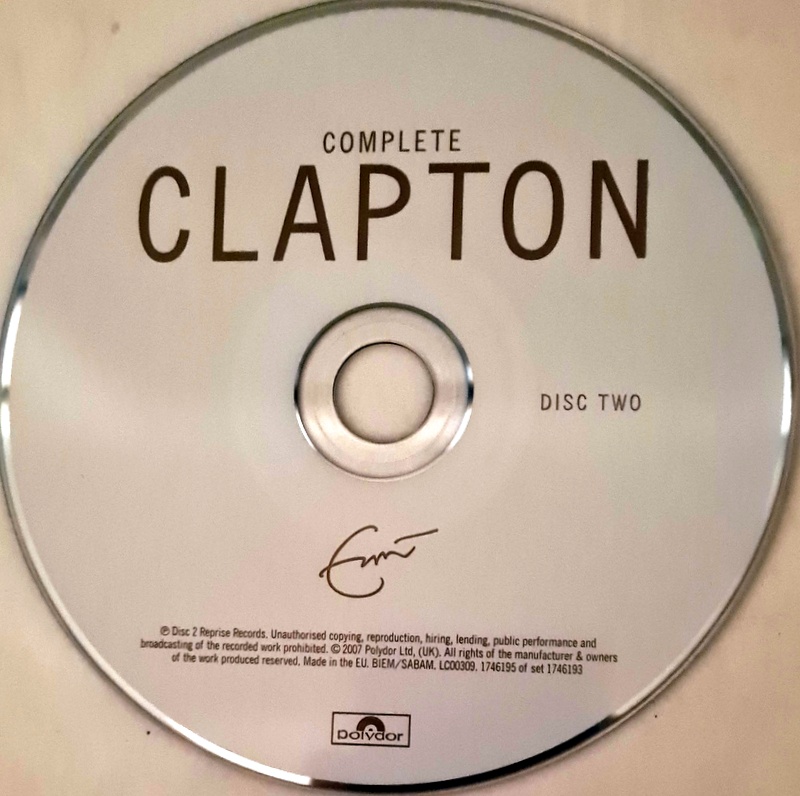 COMPLETE
CLAPTON
DISC TWO
Eric
℗ Disc 2 Reprise Records. Unauthorised copying, reproduction, hiring, lending, public performance and
broadcasting of the recorded work prohibited. © 2007 Polydor Ltd, (UK). All rights of the manufacturer & owners
of the work produced reserved. Made in the EU. BIEM/SABAM. LC00309. 1746195 of set 1746193
polydor